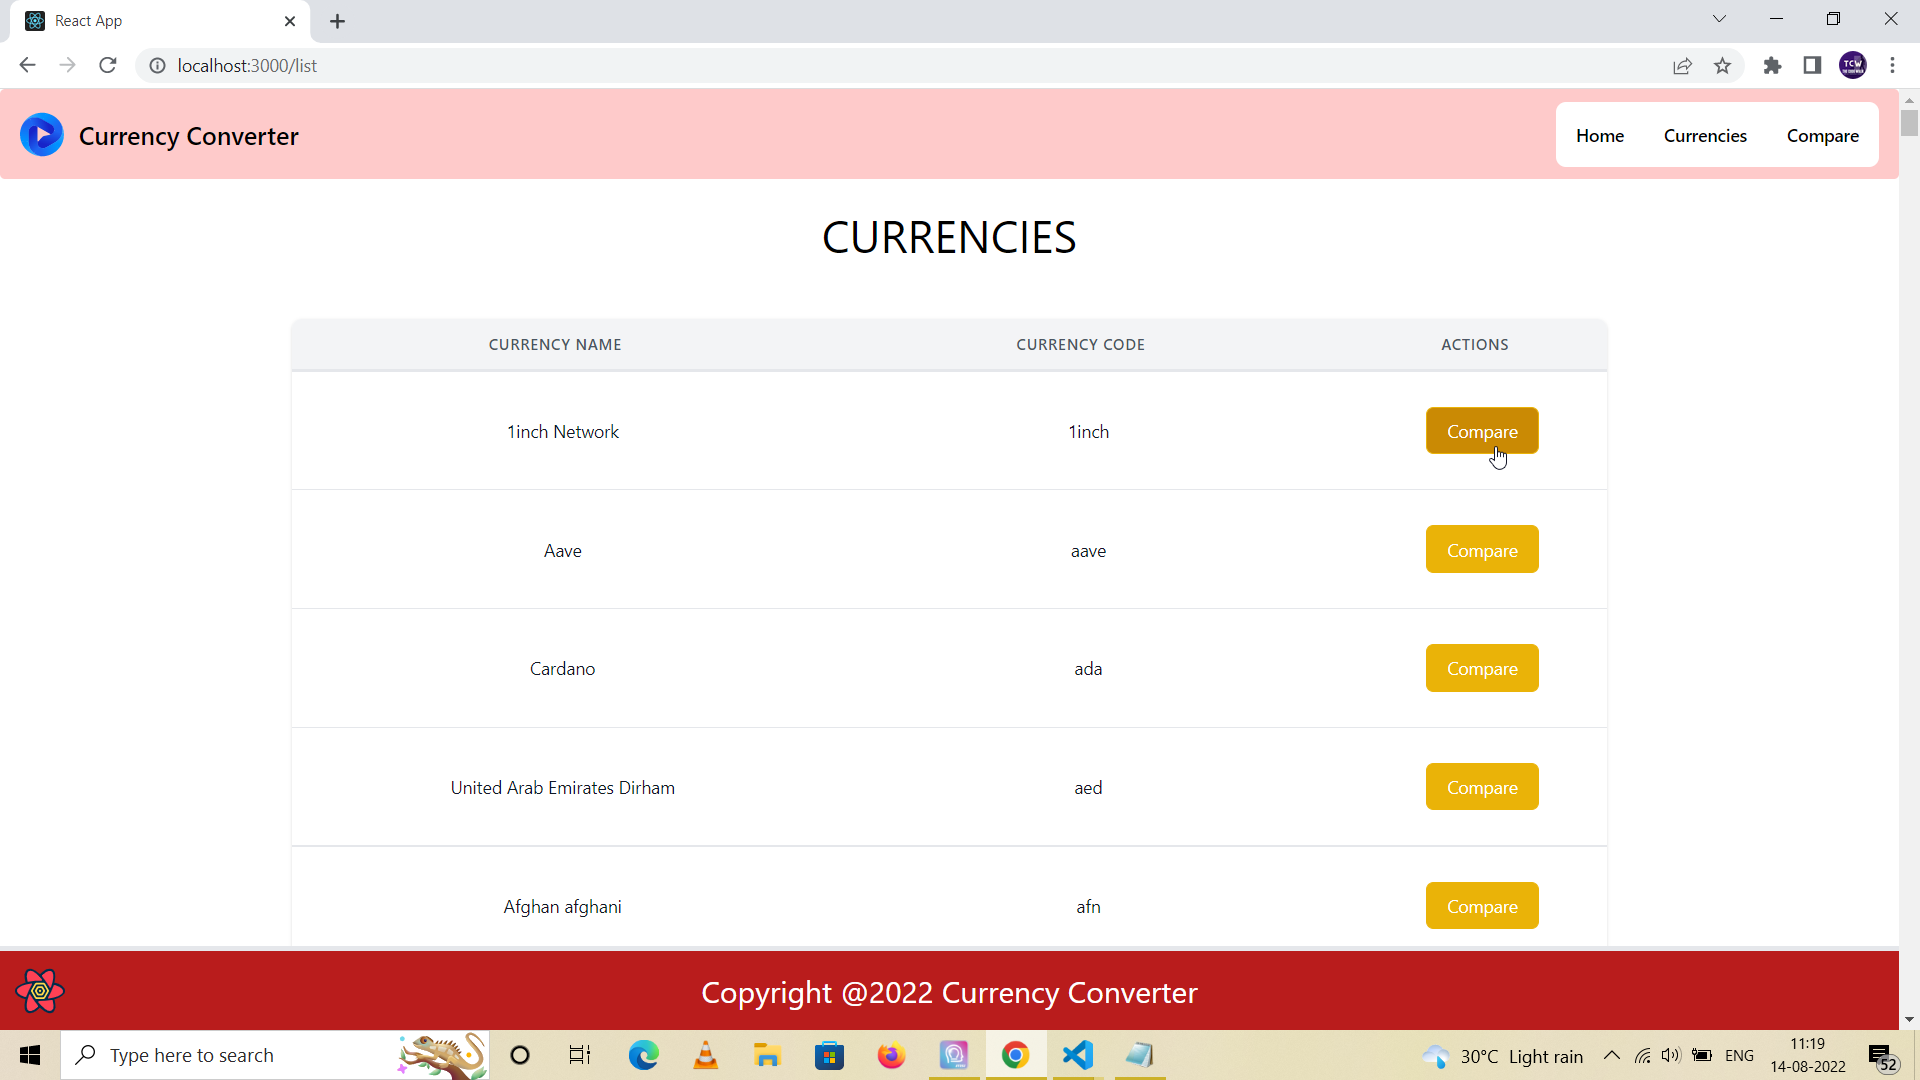 React App
localhost:3000/list
TCW
Currency Converter
Home Currencies Compare
CURRENCIES
CURRENCY NAME CURRENCY CODE ACTIONS
1inch Network 1inch Compare
Aave aave Compare
Cardano ada Compare
United Arab Emirates Dirham aed Compare
Afghan afghani afn Compare
Copyright @2022 Currency Converter
Type here to search
30°C Light rain
ENG
11:19
14-08-2022
52